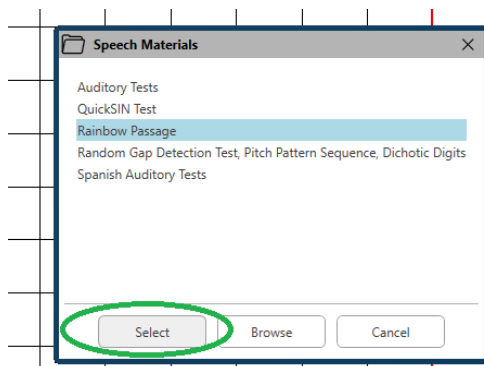 Speech Materials
Auditory Tests
QuickSIN Test
Rainbow Passage
Random Gap Detection Test, Pitch Pattern Sequence, Dichotic Digits
Spanish Auditory Tests
Select Browse Cancel